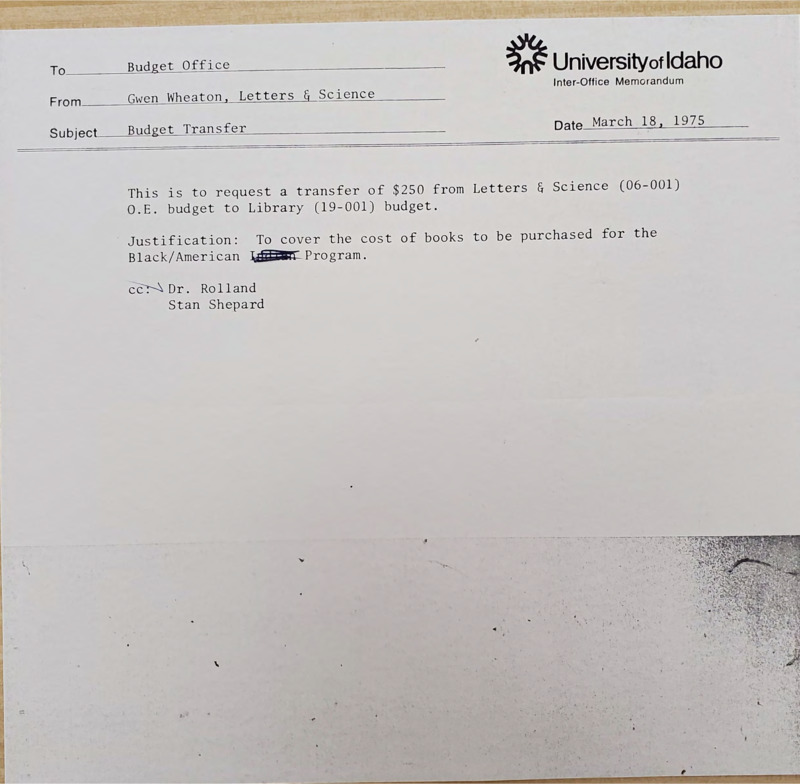 To Budget Office
University of Idaho
Inter-Office Memorandum
From Gwen Wheaton, Letters & Science
Subject Budget Transfer
Date March 18, 1975
This is to request a transfer of $250 from Letters & Science (06-001)
O.E. budget to Library (19-001) budget.
Justification: To cover the cost of books to be purchased for the
Black/American Program.
cc: Dr. Rolland
Stan Shepard